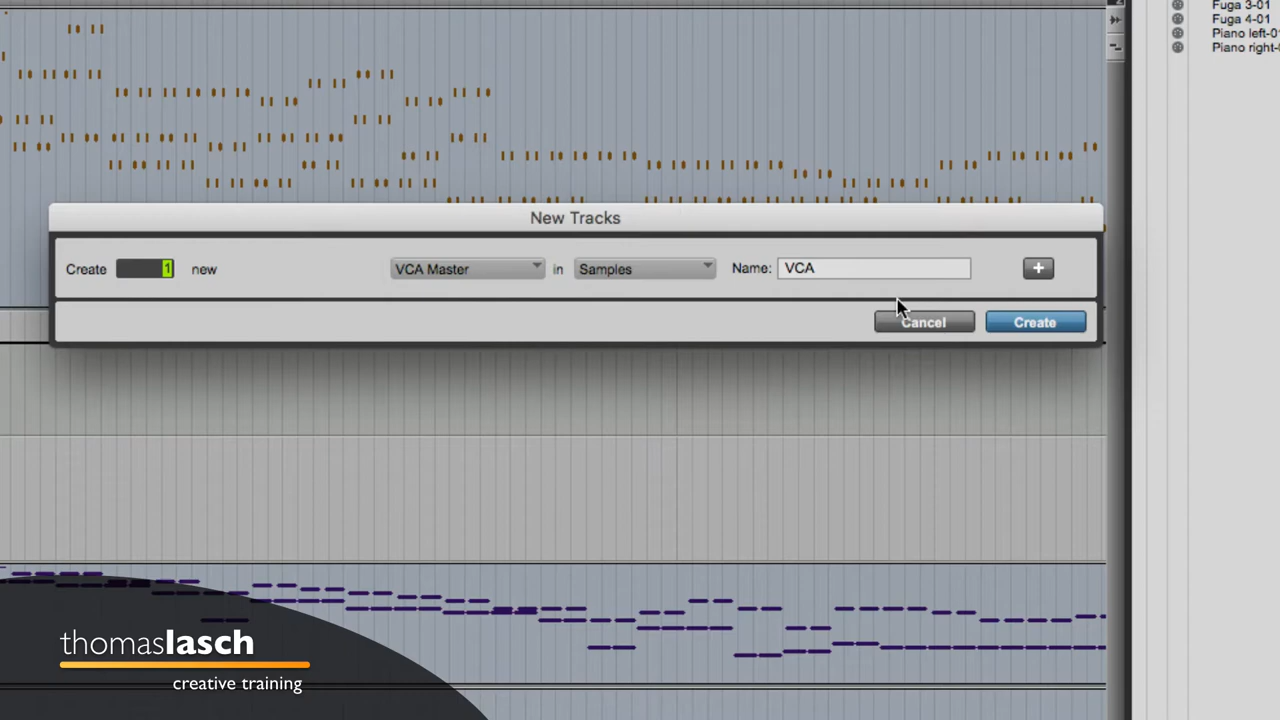 Fuga 3-01
Fuga 4-01
Piano left-0
Piano right-
New Tracks
Create 1 new VCA Master in Samples Name: VCA +
Cancel Create
thomaslasch
creative training